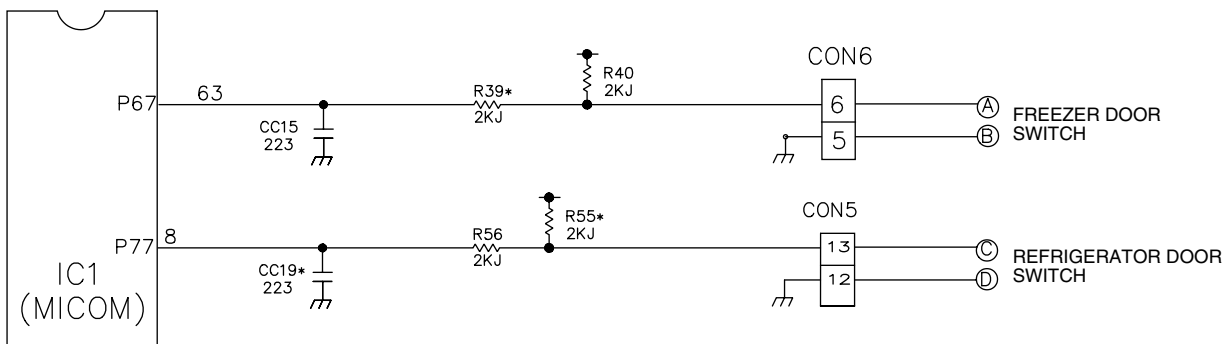 CON6
R40
2KJ
P67
63
R39*
2KJ
CC15
223
6
5
A
B
FREEZER DOOR
SWITCH
CON5
P77
8
R55*
2KJ
R56
2KJ
CC19*
223
13
12
C
D
REFRIGERATOR DOOR
SWITCH
IC1
(MICOM)